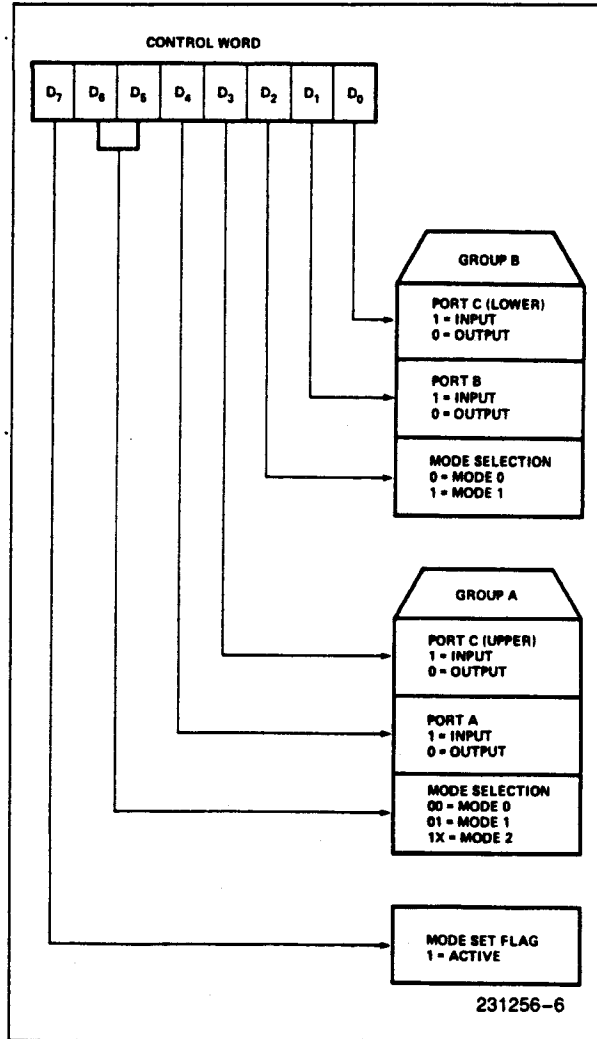 CONTROL WORD
D7 D6 D5 D4 D3 D2 D1 D0
GROUP B
PORT C (LOWER)
1 = INPUT
0 = OUTPUT
PORT B
1 = INPUT
0 = OUTPUT
MODE SELECTION
0 = MODE 0
1 = MODE 1
GROUP A
PORT C (UPPER)
1 = INPUT
0 = OUTPUT
PORT A
1 = INPUT
0 = OUTPUT
MODE SELECTION
00 = MODE 0
01 = MODE 1
1X = MODE 2
MODE SET FLAG
1 = ACTIVE
231256-6